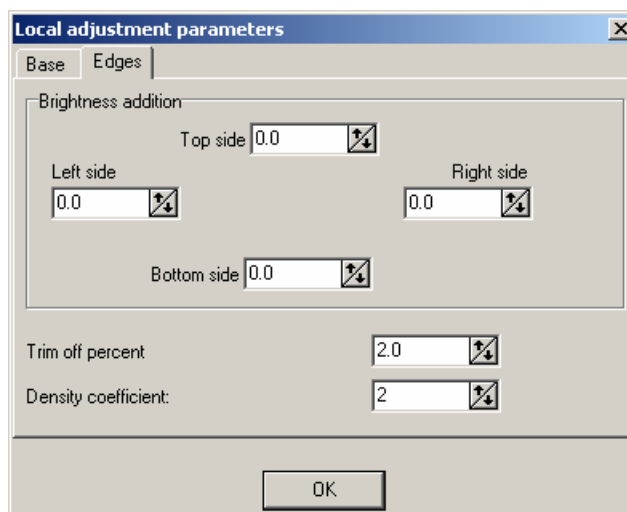 Local adjustment parameters
Base Edges
Brightness addition
Top side 0.0
Left side Right side
0.0 0.0
Bottom side 0.0
Trim off percent 2.0
Density coefficient: 2
OK